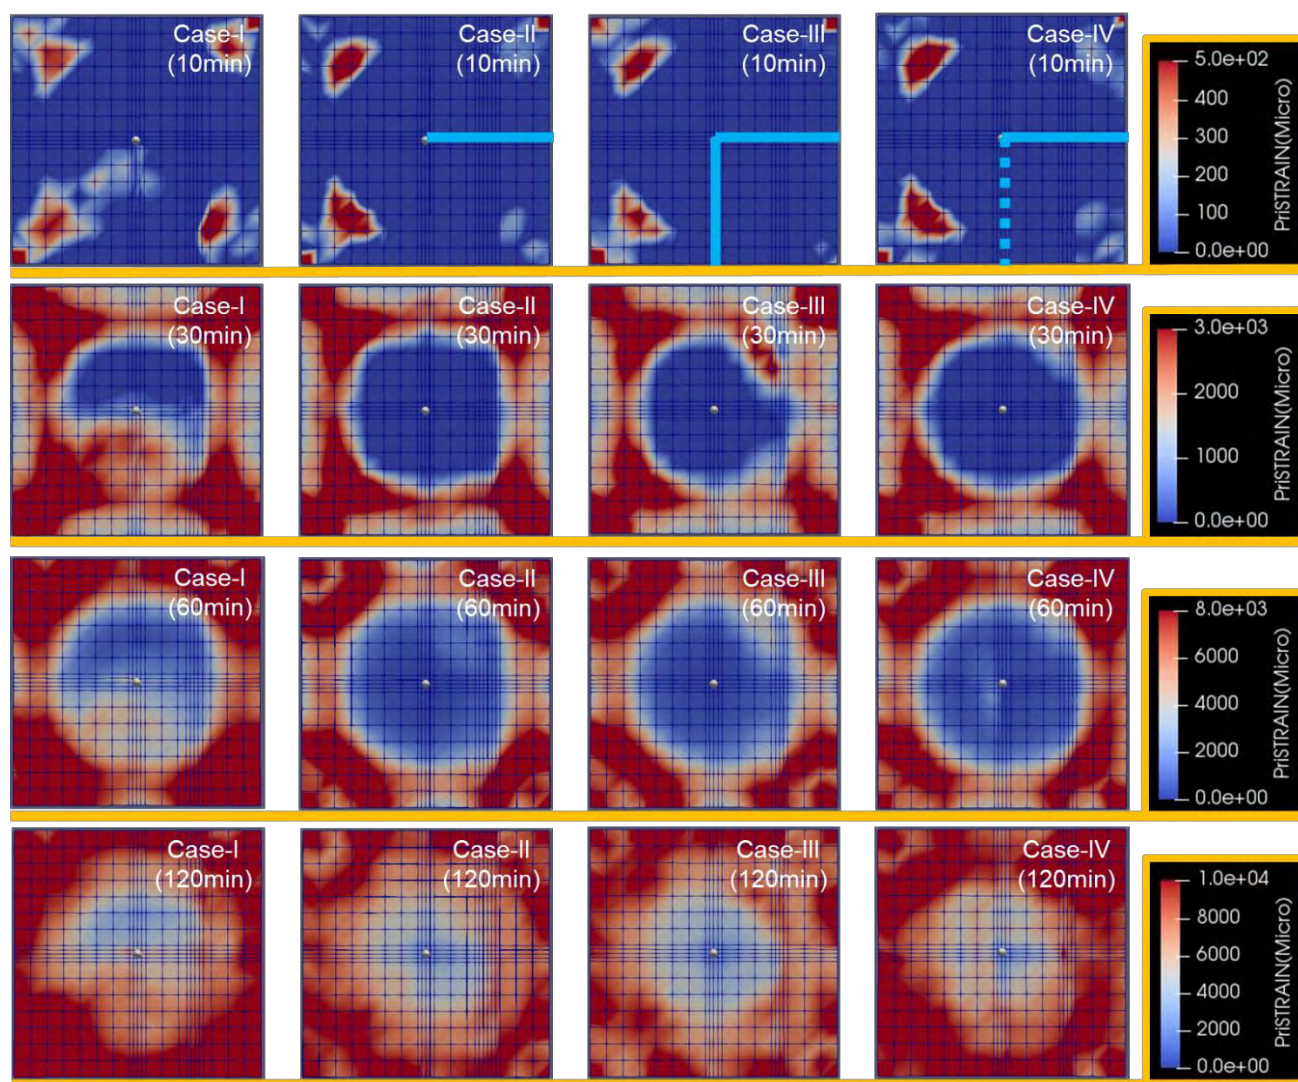 Case-I
(10min)
Case-II
(10min)
Case-III
(10min)
Case-IV
(10min)
5.0e+02
400
300
200
100
0.0e+00
PriSTRAIN(Micro)
Case-I
(30min)
Case-II
(30min)
Case-III
(30min)
Case-IV
(30min)
3.0e+03
2000
1000
0.0e+00
PriSTRAIN(Micro)
Case-I
(60min)
Case-II
(60min)
Case-III
(60min)
Case-IV
(60min)
8.0e+03
6000
4000
2000
0.0e+00
PriSTRAIN(Micro)
Case-I
(120min)
Case-II
(120min)
Case-III
(120min)
Case-IV
(120min)
1.0e+04
8000
6000
4000
2000
0.0e+00
PriSTRAIN(Micro)